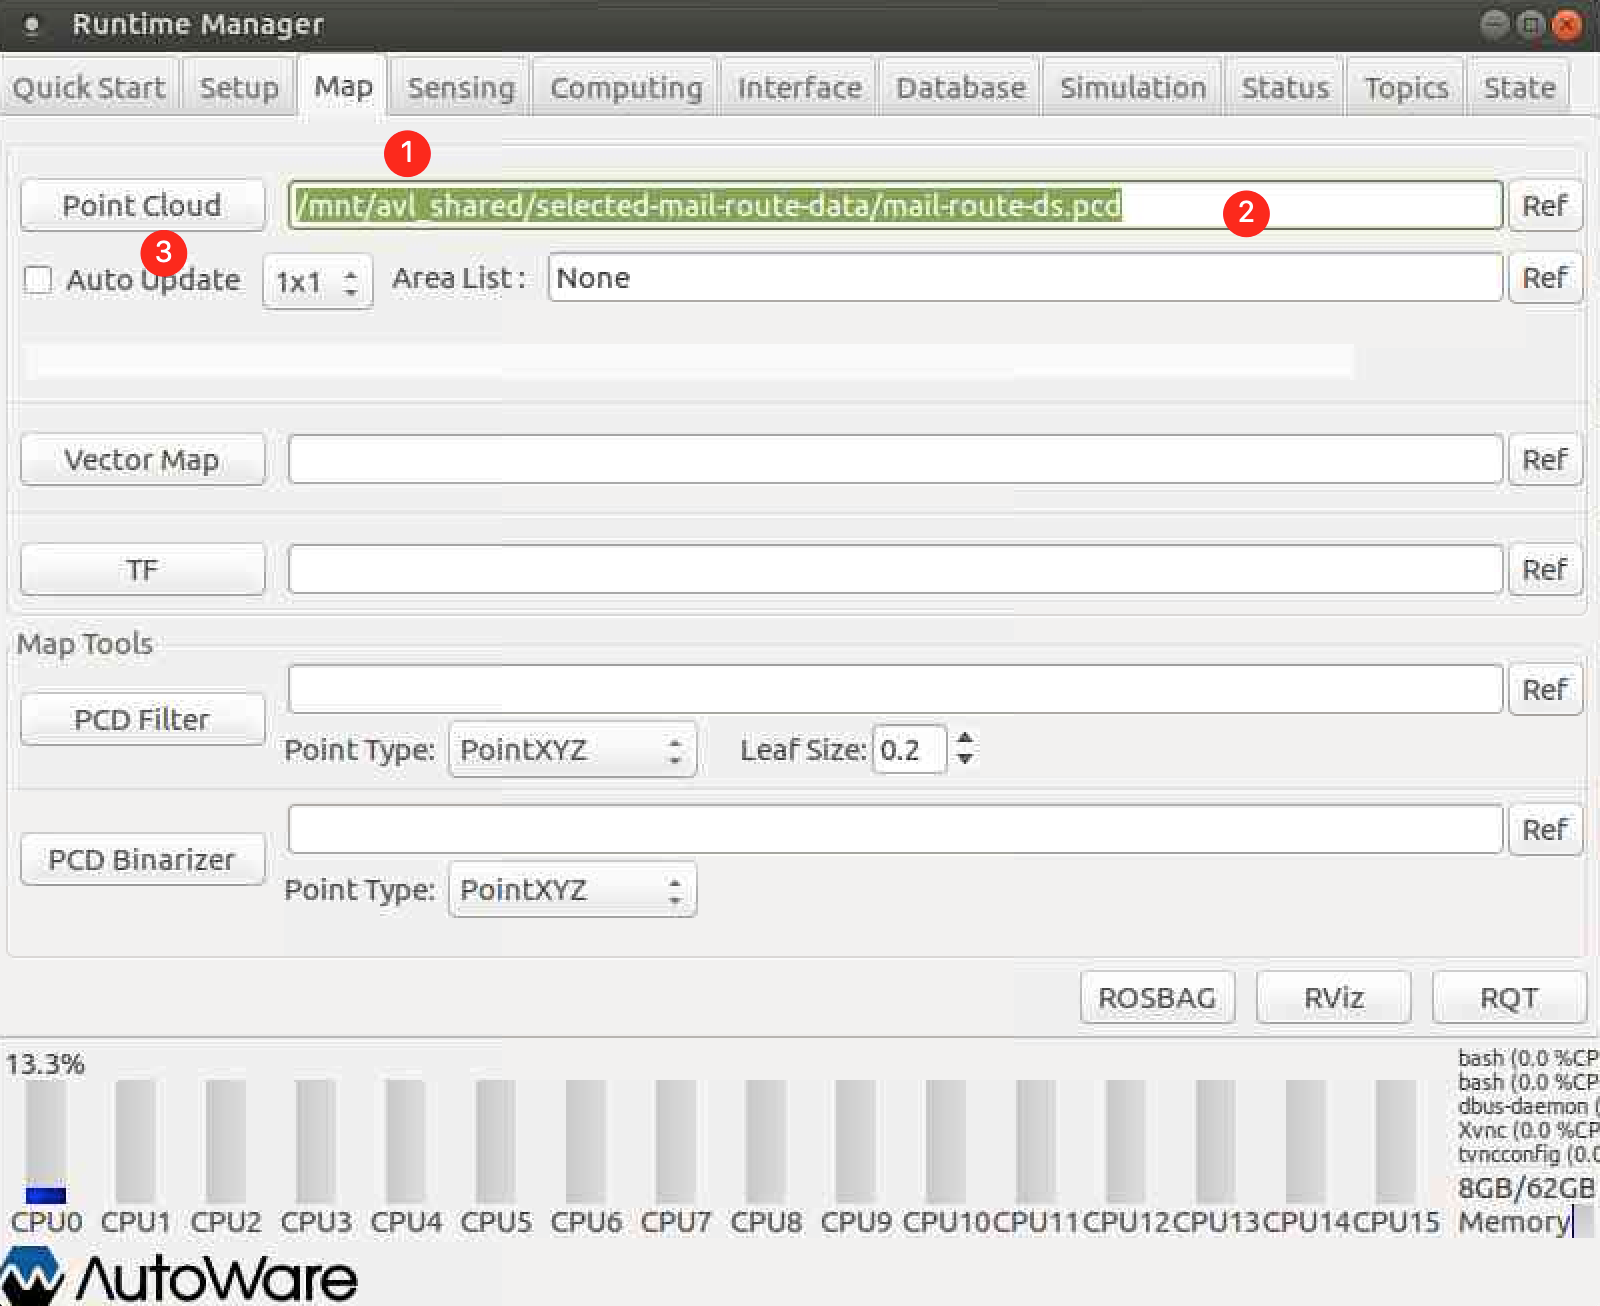 Runtime Manager
Quick Start Setup Map Sensing Computing Interface Database Simulation Status Topics State
1
Point Cloud /mnt/avl_shared/selected-mail-route-data/mail-route-ds.pcd 2 Ref
3
Auto Update 1x1 Area List : None Ref
Vector Map Ref
TF Ref
Map Tools
Ref
PCD Filter
Point Type: PointXYZ Leaf Size: 0.2
Ref
PCD Binarizer
Point Type: PointXYZ
ROSBAG RViz RQT
13.3%
bash (0.0 %CP
bash (0.0 %CP
dbus-daemon (
Xvnc (0.0 %CP
tvncconfig (0.0
8GB/62GB
CPU0 CPU1 CPU2 CPU3 CPU4 CPU5 CPU6 CPU7 CPU8 CPU9 CPU10 CPU11 CPU12 CPU13 CPU14 CPU15 Memory
AutoWare